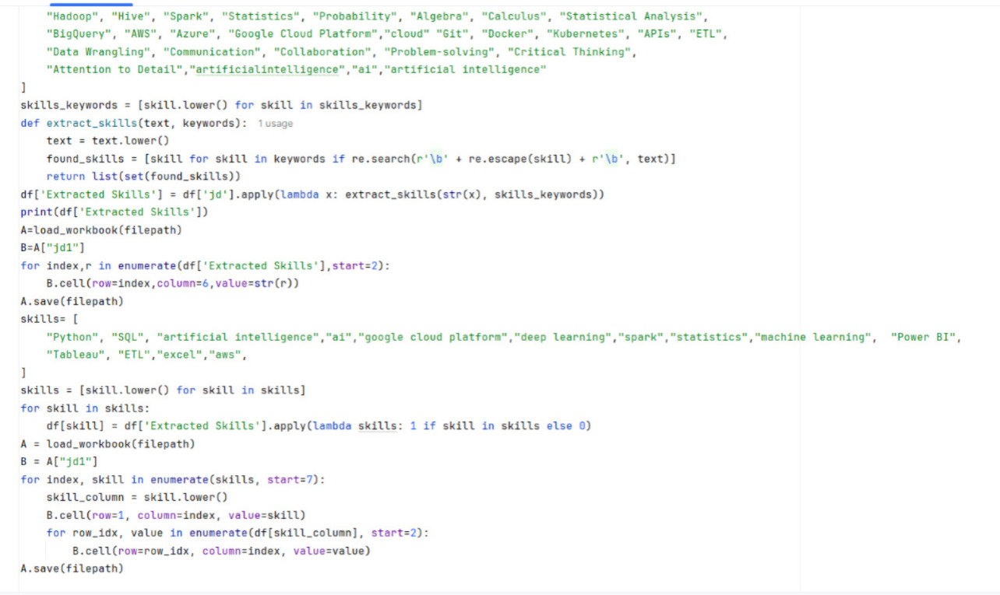 "Hadoop", "Hive", "Spark", "Statistics", "Probability", "Algebra", "Calculus", "Statistical Analysis",
"BigQuery", "AWS", "Azure", "Google Cloud Platform","cloud" "Git", "Docker", "Kubernetes", "APIs", "ETL",
"Data Wrangling", "Communication", "Collaboration", "Problem-solving", "Critical Thinking",
"Attention to Detail","artificialintelligence","ai","artificial intelligence"
]
skills_keywords = [skill.lower() for skill in skills_keywords]
def extract_skills(text, keywords): 1 usage
text = text.lower()
found_skills = [skill for skill in keywords if re.search(r'\b' + re.escape(skill) + r'\b', text)]
return list(set(found_skills))
df['Extracted Skills'] = df['jd'].apply(lambda x: extract_skills(str(x), skills_keywords))
print(df['Extracted Skills'])
A=load_workbook(filepath)
B=A["jd1"]
for index,r in enumerate(df['Extracted Skills'],start=2):
B.cell(row=index,column=6,value=str(r))
A.save(filepath)
skills= [
"Python", "SQL", "artificial intelligence","ai","google cloud platform","deep learning","spark","statistics","machine learning", "Power BI",
"Tableau", "ETL","excel","aws",
]
skills = [skill.lower() for skill in skills]
for skill in skills:
df[skill] = df['Extracted Skills'].apply(lambda skills: 1 if skill in skills else 0)
A = load_workbook(filepath)
B = A["jd1"]
for index, skill in enumerate(skills, start=7):
skill_column = skill.lower()
B.cell(row=1, column=index, value=skill)
for row_idx, value in enumerate(df[skill_column], start=2):
B.cell(row=row_idx, column=index, value=value)
A.save(filepath)